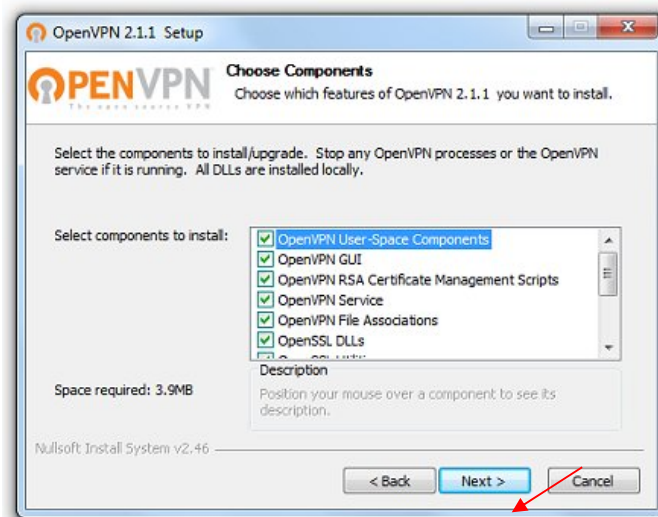 OpenVPN 2.1.1 Setup
OPENVPN
The open source VPN
Choose Components
Choose which features of OpenVPN 2.1.1 you want to install.
Select the components to install/upgrade. Stop any OpenVPN processes or the OpenVPN
service if it is running. All DLLs are installed locally.
Select components to install:
OpenVPN User-Space Components
OpenVPN GUI
OpenVPN RSA Certificate Management Scripts
OpenVPN Service
OpenVPN File Associations
OpenSSL DLLs
Space required: 3.9MB
Description
Position your mouse over a component to see its
description.
Nullsoft Install System v2.46
< Back
Next >
Cancel